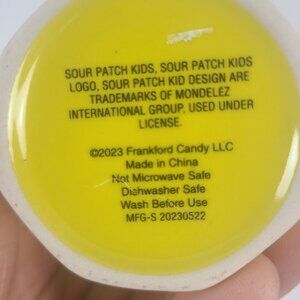 SOUR PATCH KIDS, SOUR PATCH KIDS
LOGO, SOUR PATCH KID DESIGN ARE
TRADEMARKS OF MONDELEZ
INTERNATIONAL GROUP, USED UNDER
LICENSE.
©2023 Frankford Candy LLC
Made in China
Not Microwave Safe
Dishwasher Safe
Wash Before Use
MFG-S 20230522